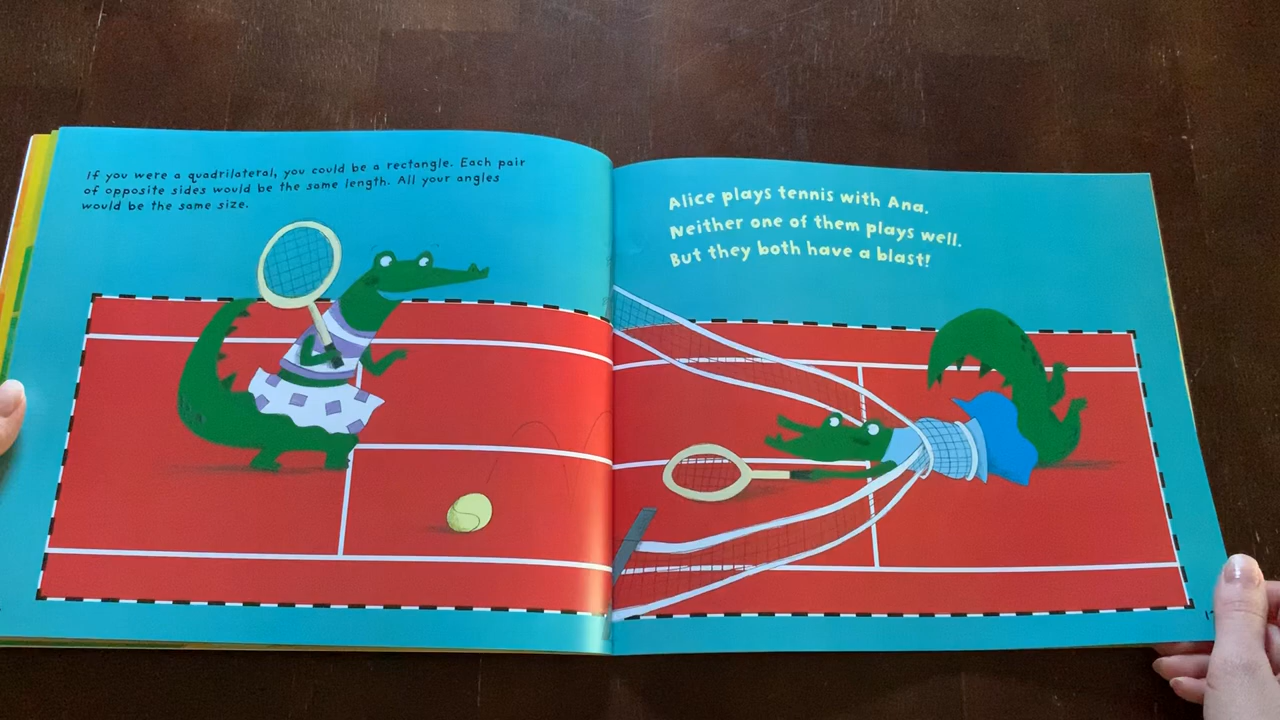 If you were a quadrilateral, you could be a rectangle. Each pair
of opposite sides would be the same length. All your angles
would be the same size.
Alice plays tennis with Ana.
Neither one of them plays well.
But they both have a blast!